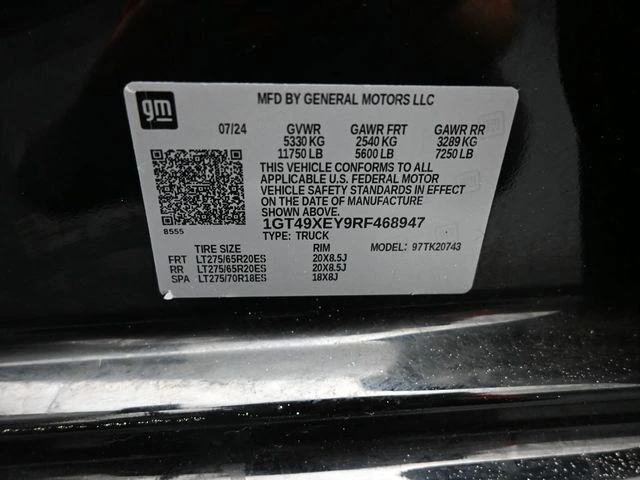 gm
MFD BY GENERAL MOTORS LLC
07/24 GVWR GAWR FRT GAWR RR
5330 KG 2540 KG 3289 KG
11750 LB 5600 LB 7250 LB
THIS VEHICLE CONFORMS TO ALL
APPLICABLE U.S. FEDERAL MOTOR
VEHICLE SAFETY STANDARDS IN EFFECT
ON THE DATE OF MANUFACTURE
SHOWN ABOVE.
8555
1GT49XEY9RF468947
TYPE: TRUCK
MODEL: 97TK20743
TIRE SIZE RIM
FRT LT275/65R20ES 20X8.5J
RR LT275/65R20ES 20X8.5J
SPA LT275/70R18ES 18X8J